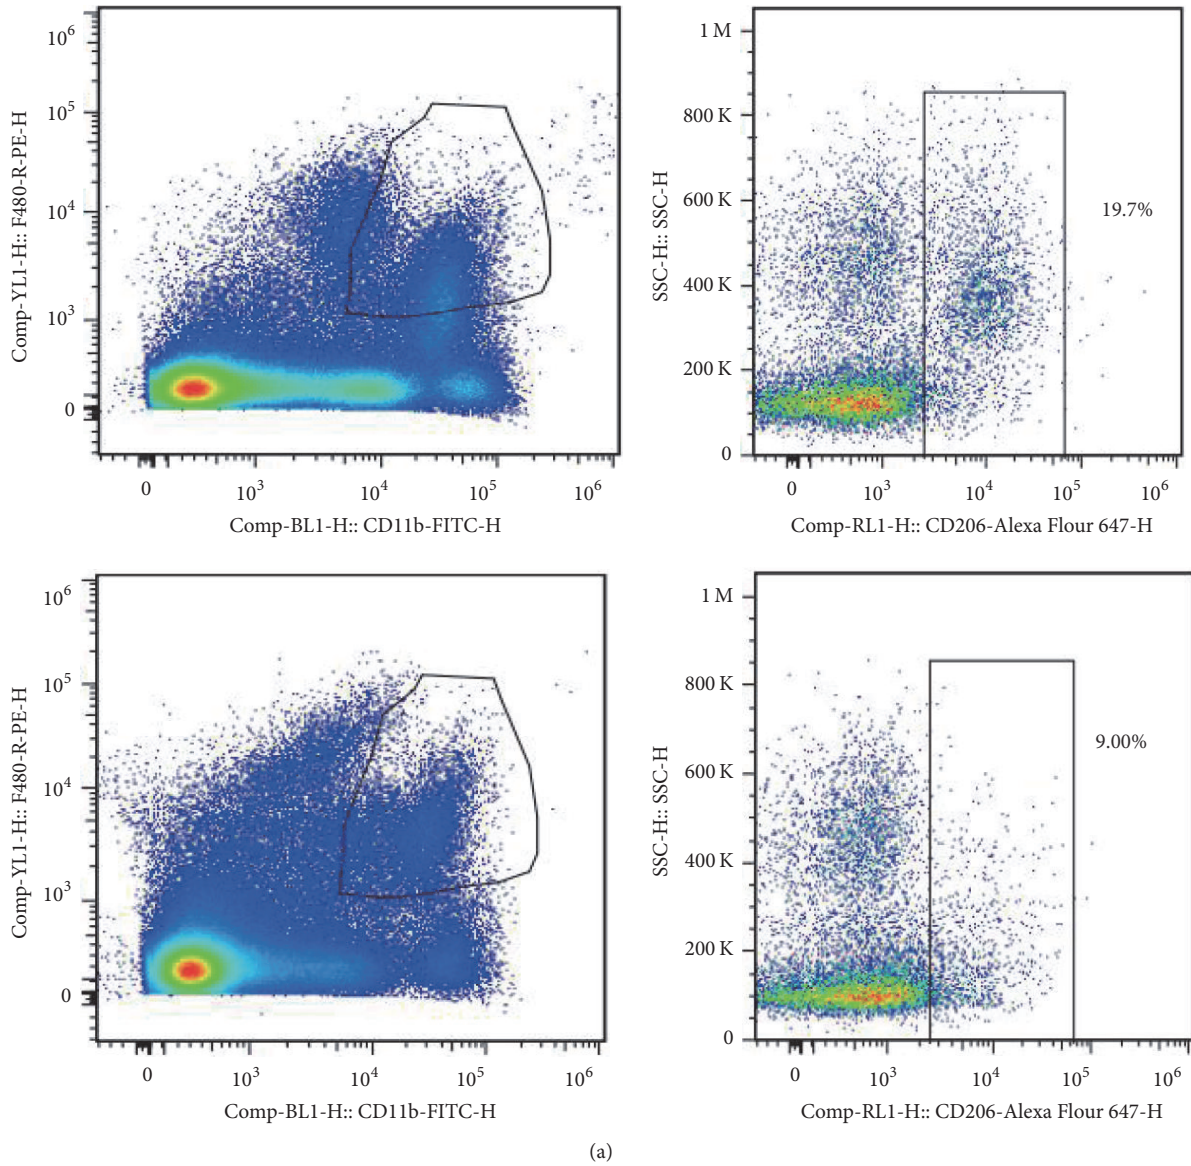 10^6
10^5
10^4
10^3
0
Comp-YL1-H:: F480-R-PE-H
0 10^3 10^4 10^5 10^6
Comp-BL1-H:: CD11b-FITC-H
1 M
800 K
600 K
400 K
200 K
0
SSC-H:: SSC-H
19.7%
0 10^3 10^4 10^5 10^6
Comp-RL1-H:: CD206-Alexa Flour 647-H
10^6
10^5
10^4
10^3
0
Comp-YL1-H:: F480-R-PE-H
0 10^3 10^4 10^5 10^6
Comp-BL1-H:: CD11b-FITC-H
1 M
800 K
600 K
400 K
200 K
0
SSC-H:: SSC-H
9.00%
0 10^3 10^4 10^5 10^6
Comp-RL1-H:: CD206-Alexa Flour 647-H
(a)